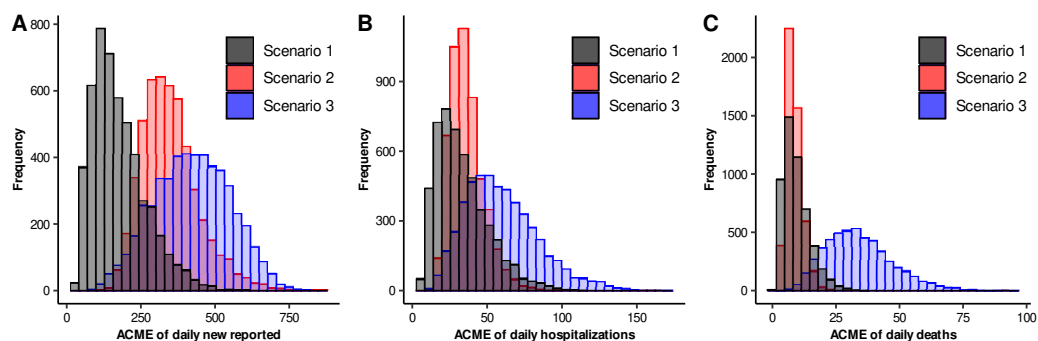 A
Frequency
800
600
400
200
0
0 250 500 750
ACME of daily new reported
Scenario 1
Scenario 2
Scenario 3
B
Frequency
900
600
300
0
0 50 100 150
ACME of daily hospitalizations
Scenario 1
Scenario 2
Scenario 3
C
Frequency
2000
1500
1000
500
0
0 25 50 75 100
ACME of daily deaths
Scenario 1
Scenario 2
Scenario 3